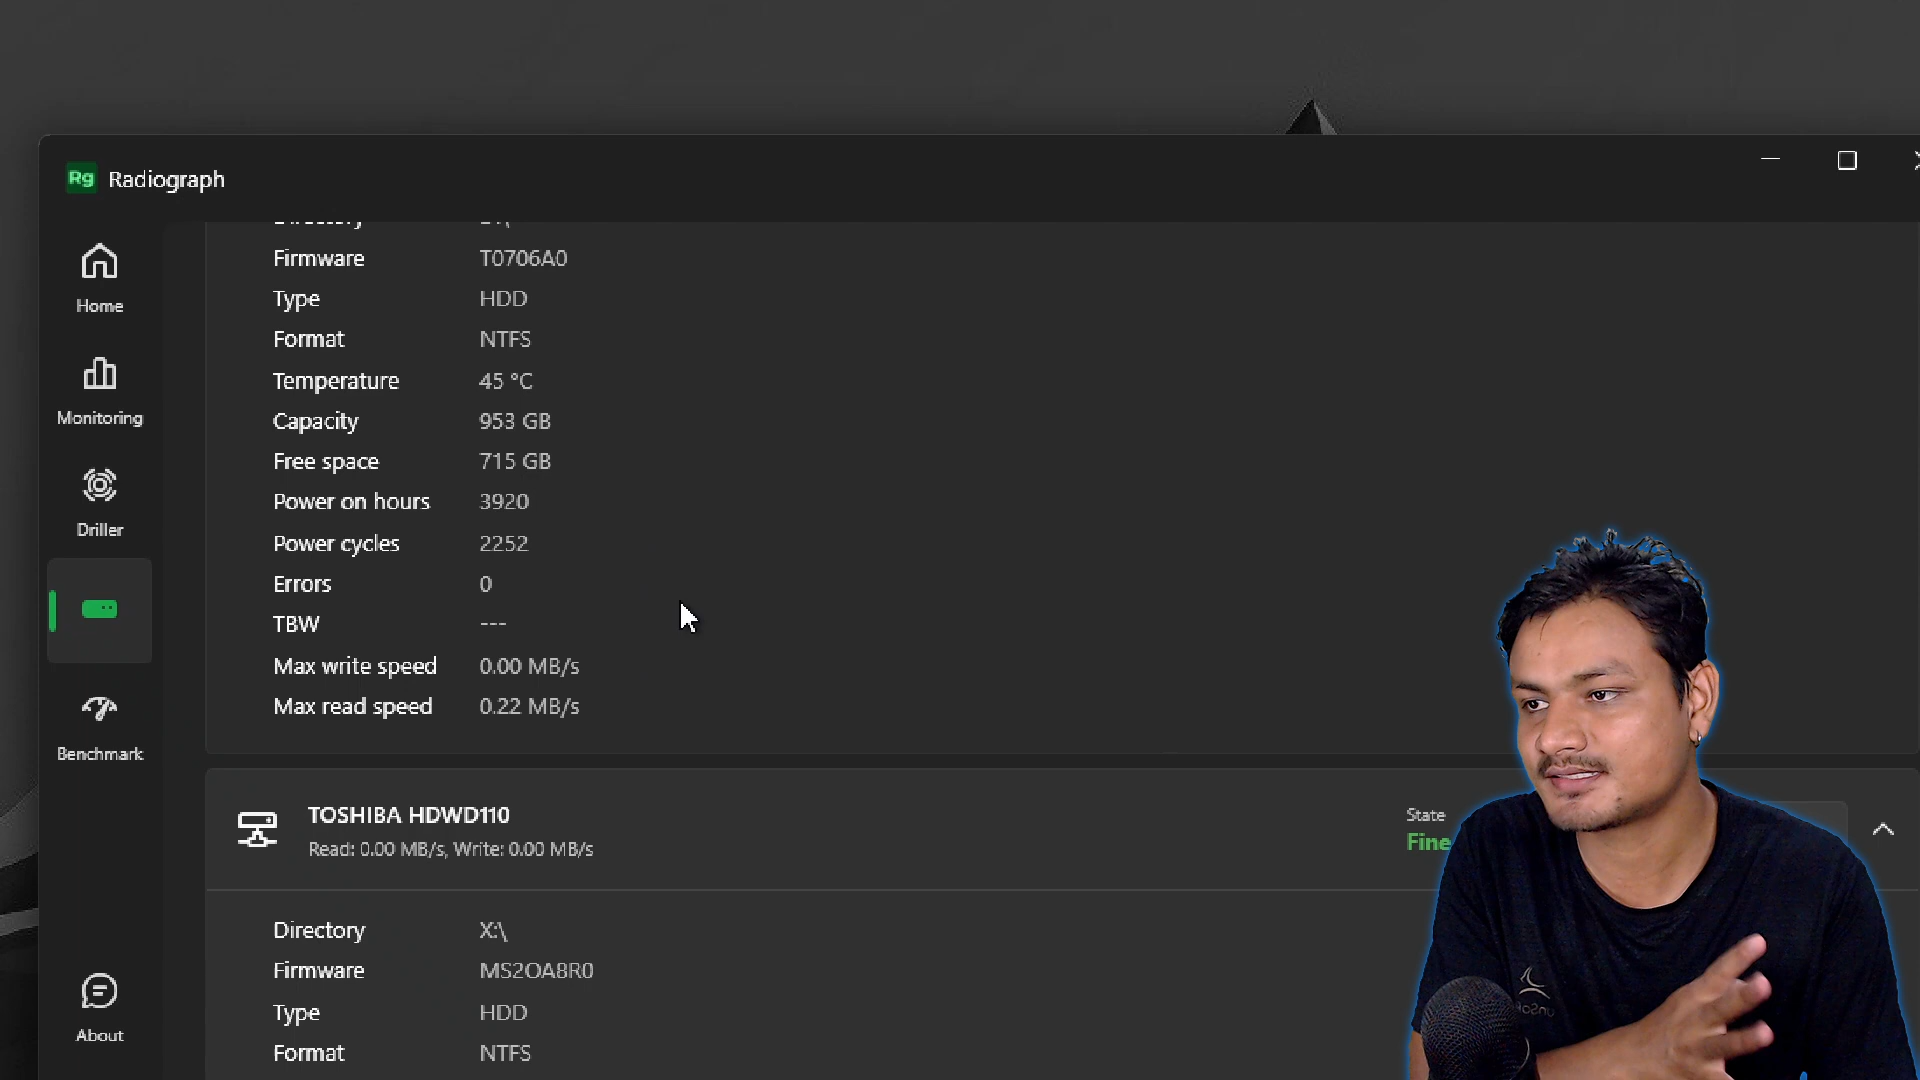 Rg Radiograph
Home
Monitoring
Driller
Benchmark
About
Firmware T0706A0
Type HDD
Format NTFS
Temperature 45 °C
Capacity 953 GB
Free space 715 GB
Power on hours 3920
Power cycles 2252
Errors 0
TBW ---
Max write speed 0.00 MB/s
Max read speed 0.22 MB/s
TOSHIBA HDWD110
Read: 0.00 MB/s, Write: 0.00 MB/s
State
Fine
Directory X:\
Firmware MS2OA8R0
Type HDD
Format NTFS